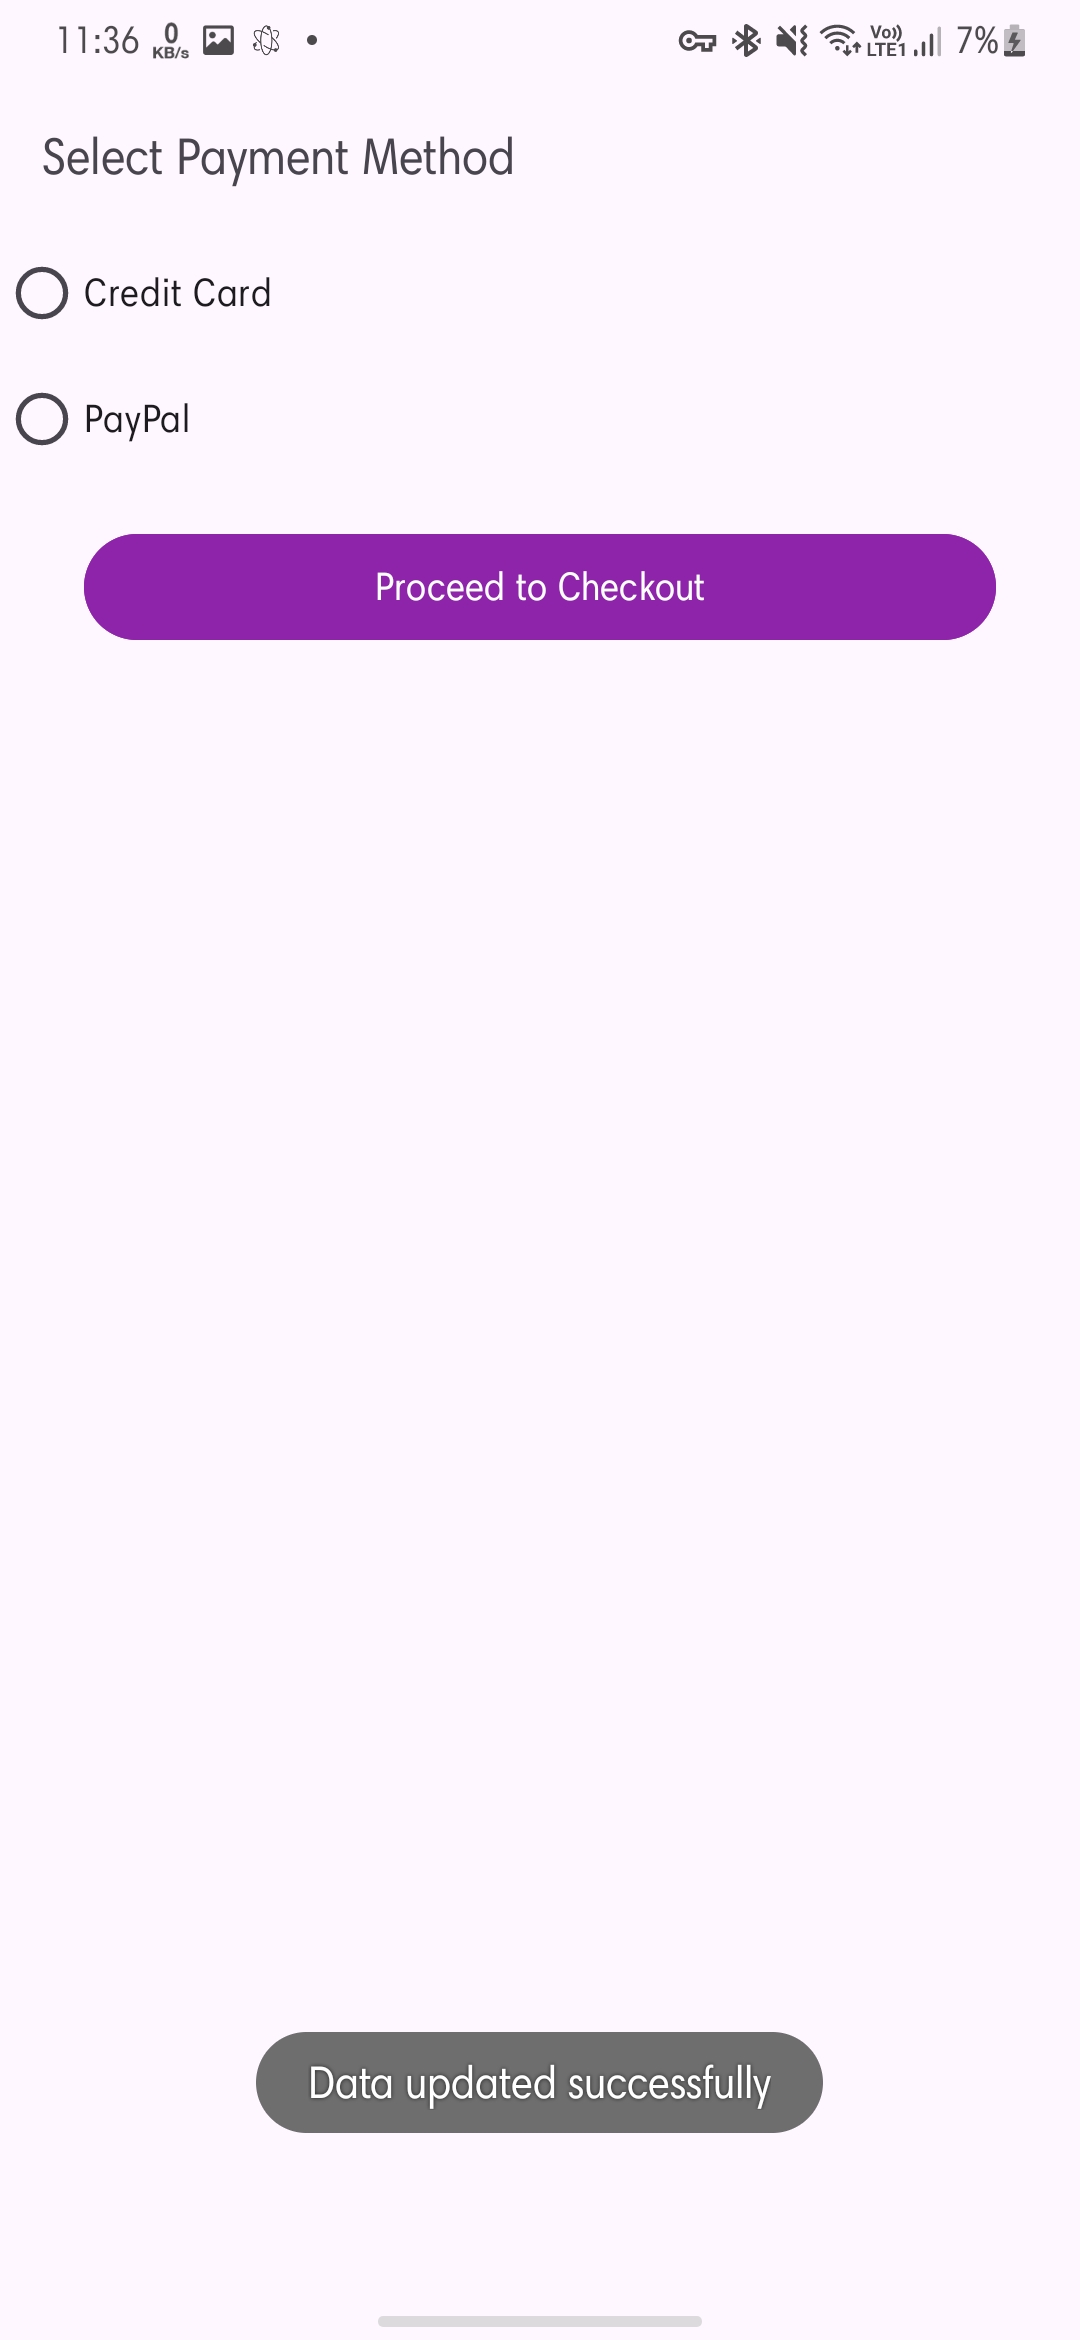 11:36 0 KB/s Vo)) LTE1 7%
Select Payment Method
Credit Card
PayPal
Proceed to Checkout
Data updated successfully